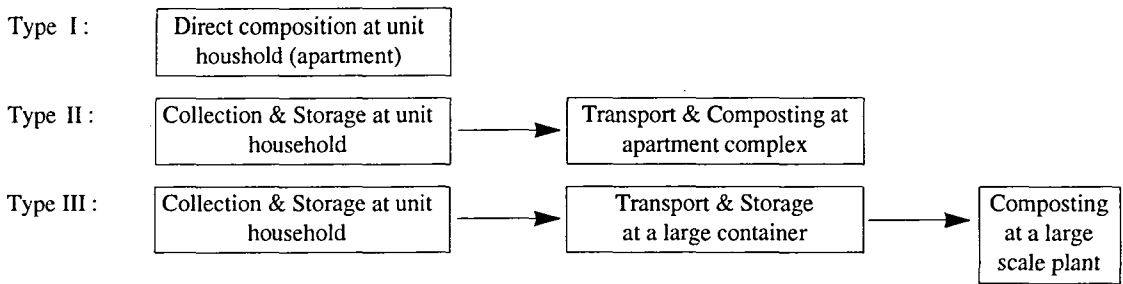 Type I :
Direct composition at unit
houshold (apartment)
Type II :
Collection & Storage at unit
household
Transport & Composting at
apartment complex
Type III :
Collection & Storage at unit
household
Transport & Storage
at a large container
Composting
at a large
scale plant